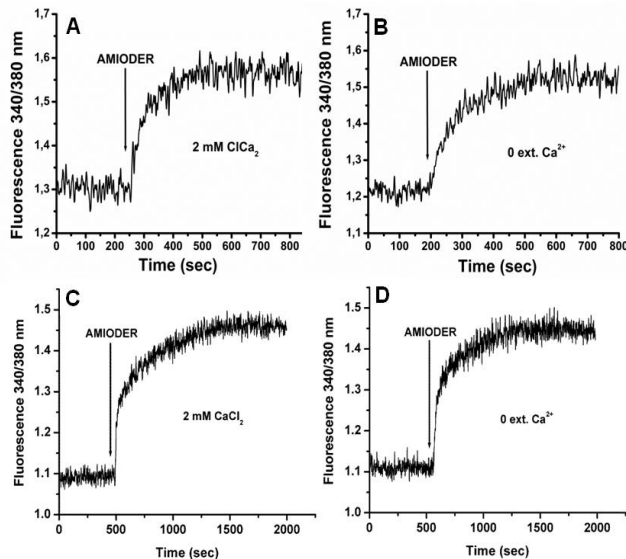 A
Fluorescence 340/380 nm
1,7
1,6
1,5
1,4
1,3
1,2
AMIODER
2 mM ClCa₂
0 100 200 300 400 500 600 700 800
Time (sec)
B
Fluorescence 340/380 nm
1,7
1,6
1,5
1,4
1,3
1,2
1,1
AMIODER
0 ext. Ca²⁺
0 100 200 300 400 500 600 700 800
Time (sec)
C
Fluorescence 340/380 nm
1.5
1.4
1.3
1.2
1.1
1.0
AMIODER
2 mM CaCl₂
0 500 1000 1500 2000
Time (sec)
D
Fluorescence 340/380 nm
1.5
1.4
1.3
1.2
1.1
1.0
AMIODER
0 ext. Ca²⁺
0 500 1000 1500 2000
Time (sec)